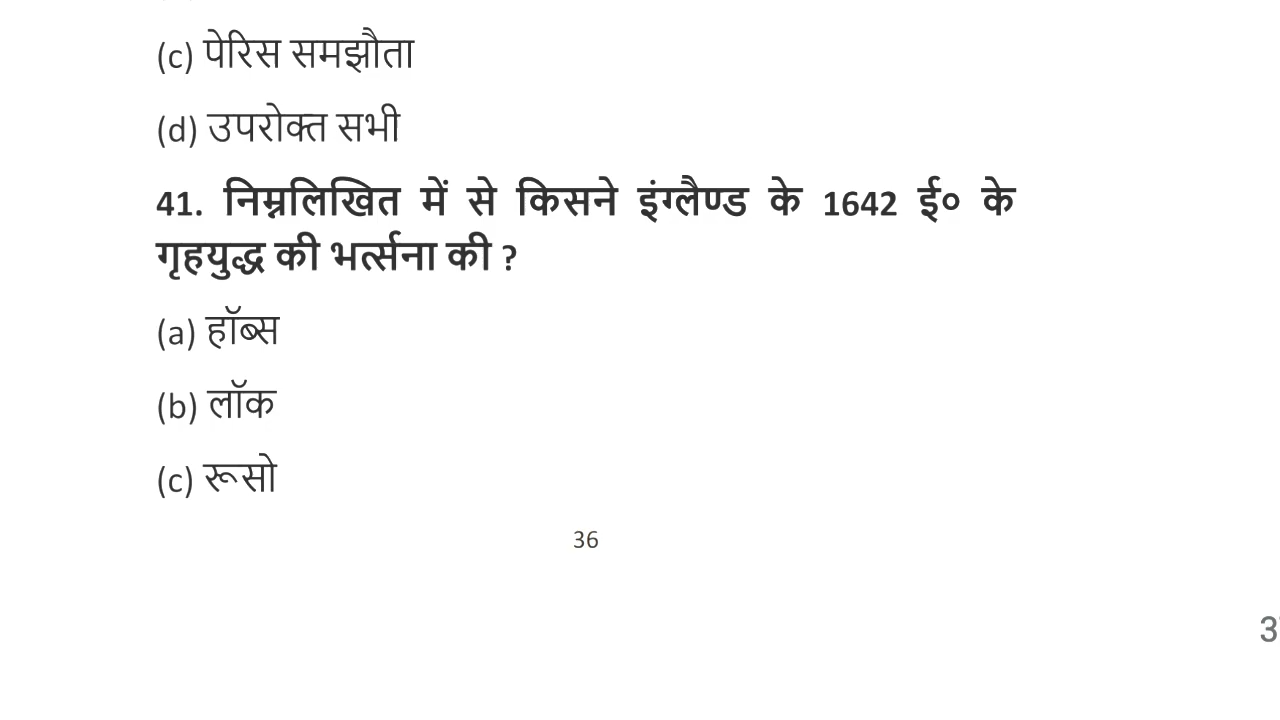 (c) पेरिस समझौता
(d) उपरोक्त सभी
41. निम्नलिखित में से किसने इंग्लैण्ड के 1642 ई० के
गृहयुद्ध की भर्त्सना की ?
(a) हॉब्स
(b) लॉक
(c) रूसो
36